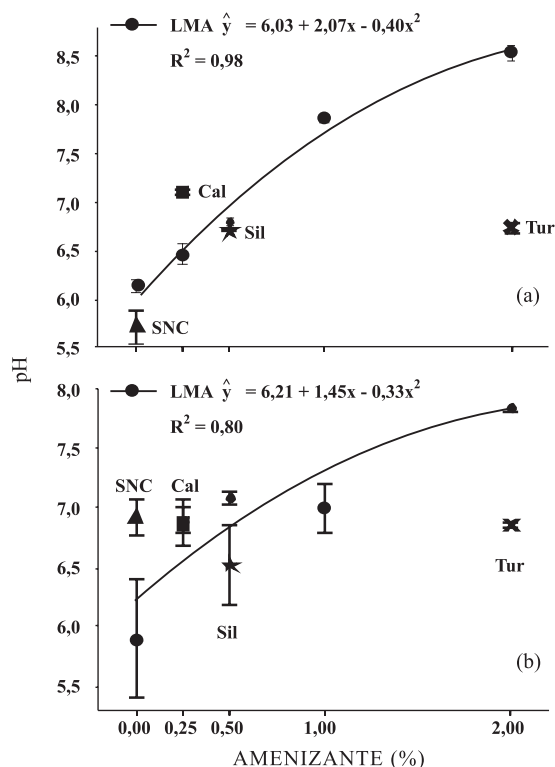 LMA ŷ = 6,03 + 2,07x - 0,40x²
R² = 0,98
8,5
8,0
7,5
7,0
6,5
6,0
5,5
Cal
Sil
Tur
SNC
(a)
pH
LMA ŷ = 6,21 + 1,45x - 0,33x²
R² = 0,80
8,0
7,5
7,0
6,5
6,0
5,5
SNC
Cal
Sil
Tur
(b)
0,00 0,25 0,50 1,00 2,00
AMENIZANTE (%)